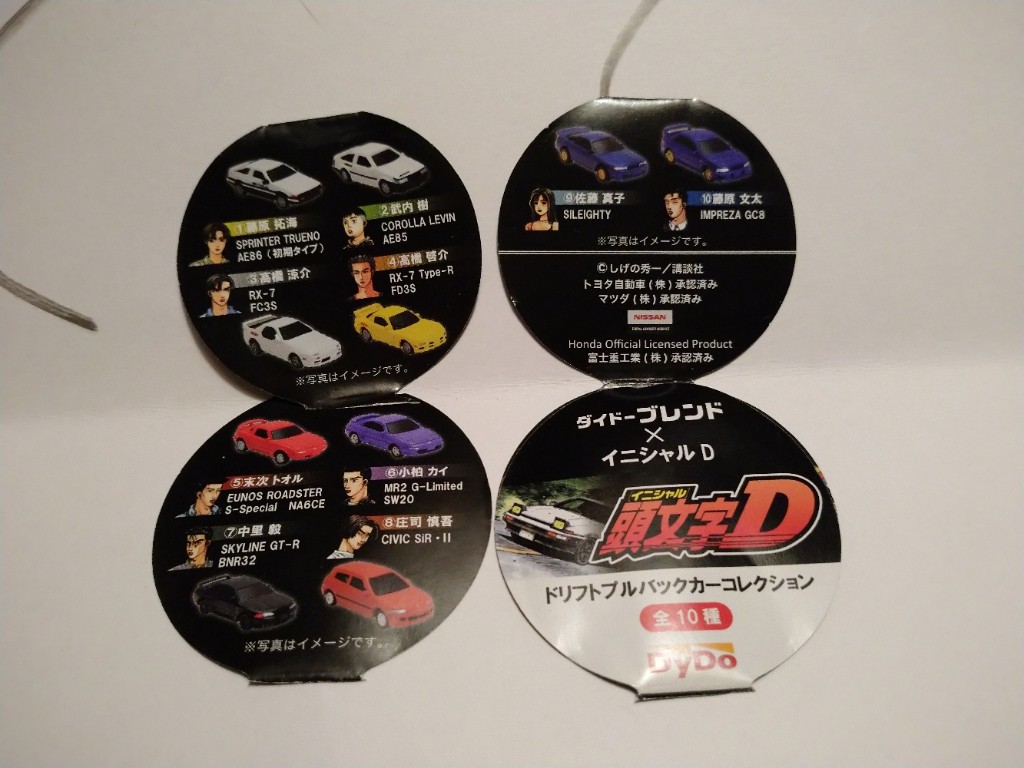 ①藤原 拓海
SPRINTER TRUENO
AE86（初期タイプ）
②武内 樹
COROLLA LEVIN
AE85
③高橋 涼介
RX-7
FC3S
④高橋 啓介
RX-7 Type-R
FD3S
※写真はイメージです。
⑨佐藤 真子
SILEIGHTY
⑩藤原 文太
IMPREZA GC8
※写真はイメージです。
©しげの秀一／講談社
トヨタ自動車(株)承認済み
マツダ(株)承認済み
NISSAN
Honda Official Licensed Product
富士重工業(株)承認済み
⑤末次 トオル
EUNOS ROADSTER
S-Special NA6CE
⑥小柏 カイ
MR2 G-Limited
SW20
⑦中里 毅
SKYLINE GT-R
BNR32
⑧庄司 慎吾
CIVIC SiR・II
※写真はイメージです。
ダイドーブレンド
×
イニシャル D
イニシャル
頭文字D
ドリフトプルバックカーコレクション
全10種
DyDo